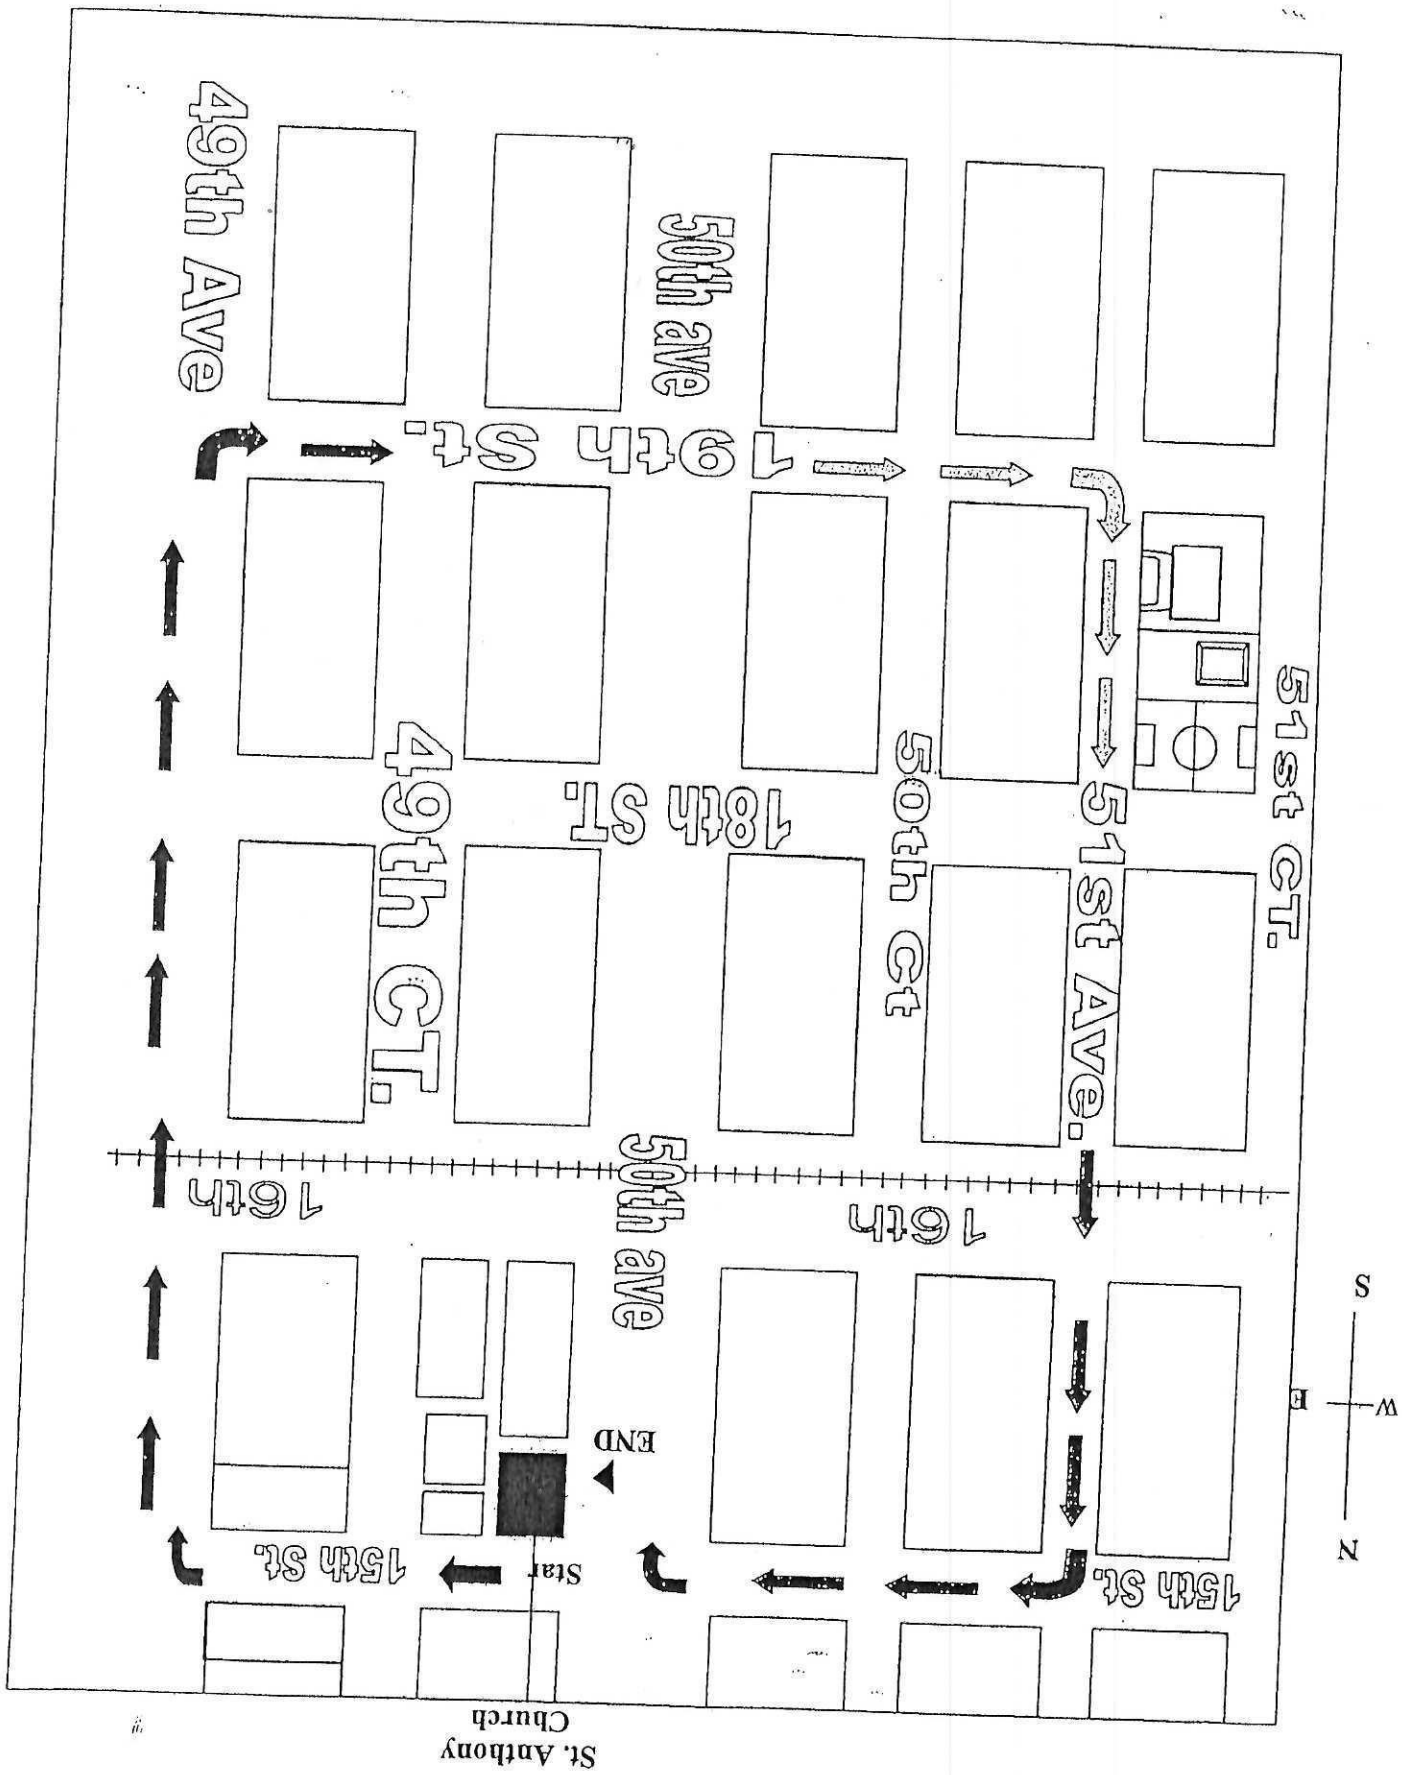 St. Anthony
Church
15th St.
Star
15th St.
END
N
W
E
S
16th
16th
50th ave
51st Ave.
49th CT.
50th Ct
51st CT.
18th ST.
19th St.
50th ave
49th Ave